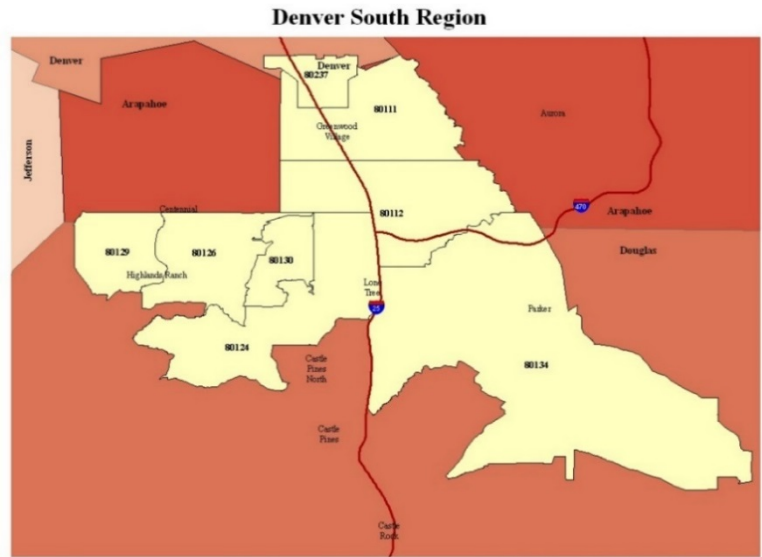 Denver South Region
Denver
Denver
80237
Arapahoe
80111
Aurora
Greenwood
Village
Jefferson
Centennial
80112
470
Arapahoe
80129
80126
80130
Douglas
Highlands Ranch
Lone
Tree
25
Parker
80124
Castle
Pines
North
80134
Castle
Pines
Castle
Rock